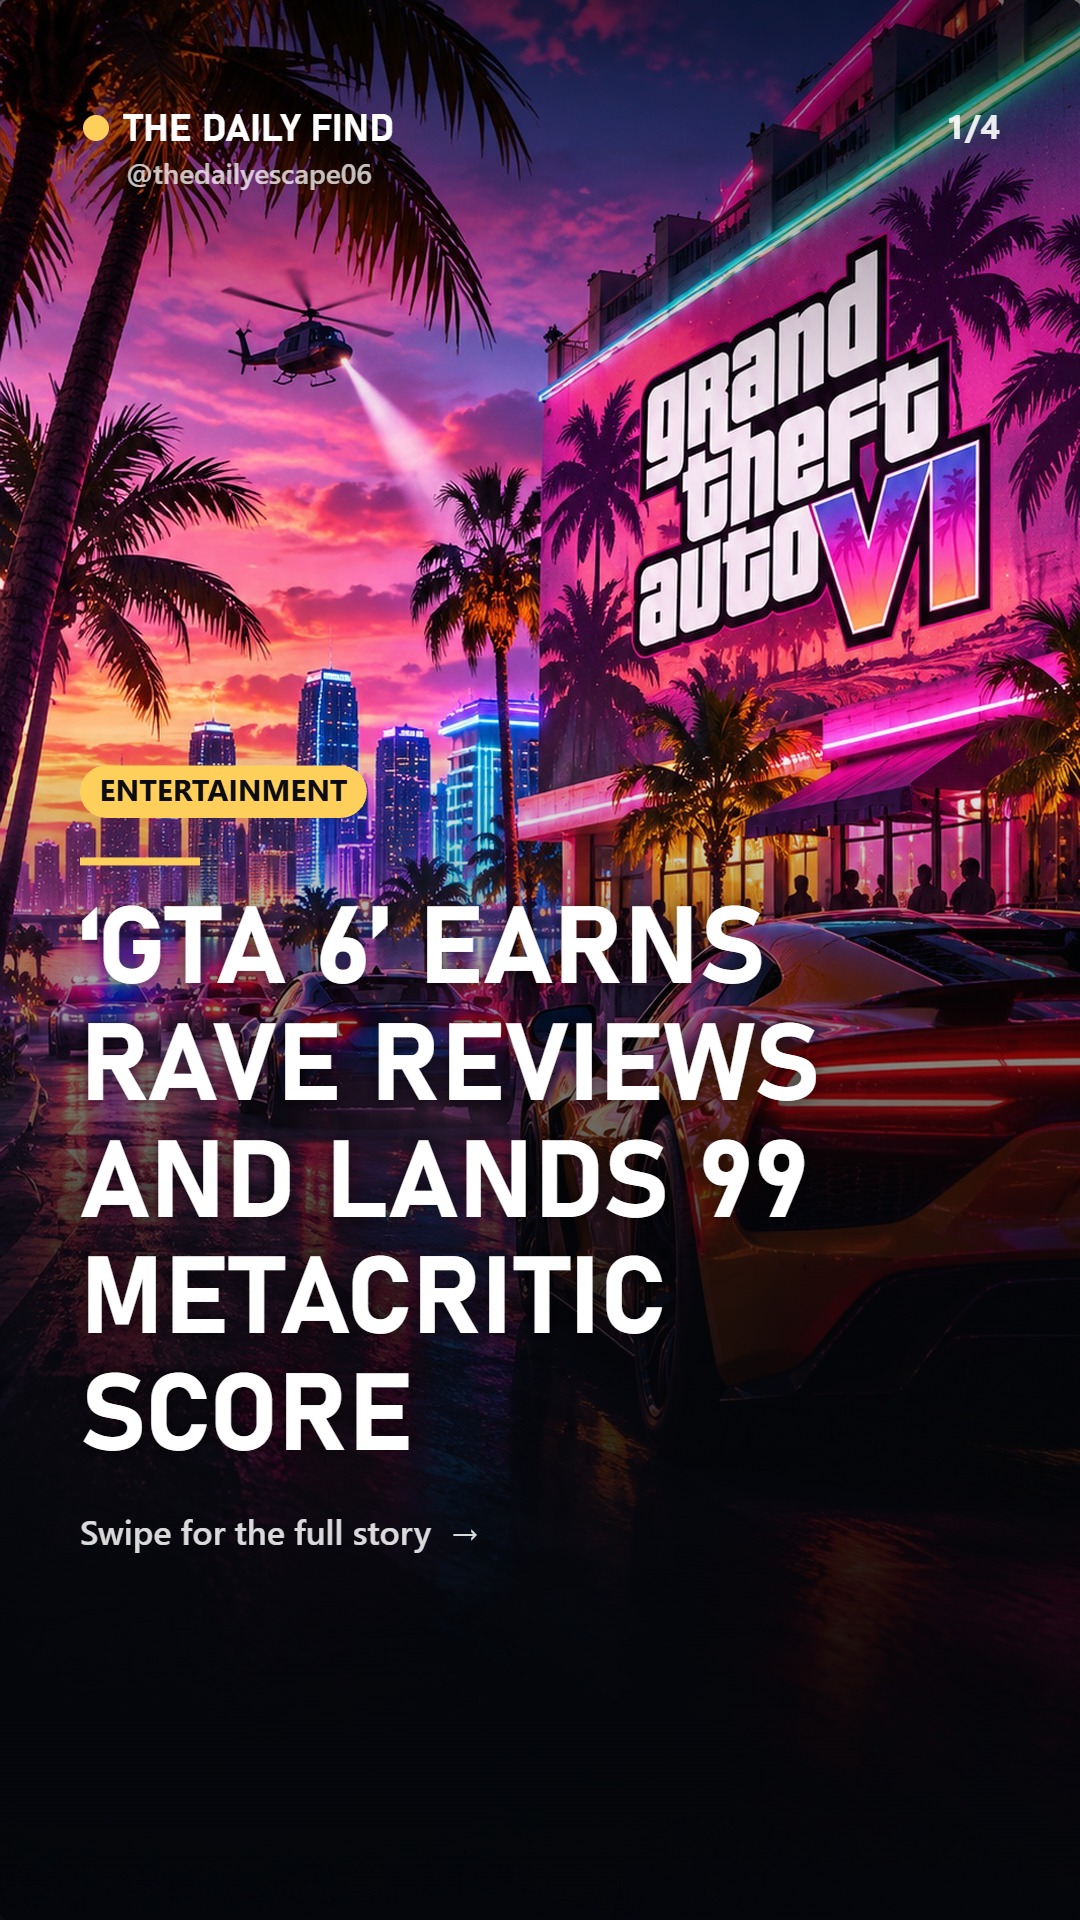 THE DAILY FIND
1/4
@thedailyescape06
grand
theft
auto VI
ENTERTAINMENT
‘GTA 6’ EARNS
RAVE REVIEWS
AND LANDS 99
METACRITIC
SCORE
Swipe for the full story →